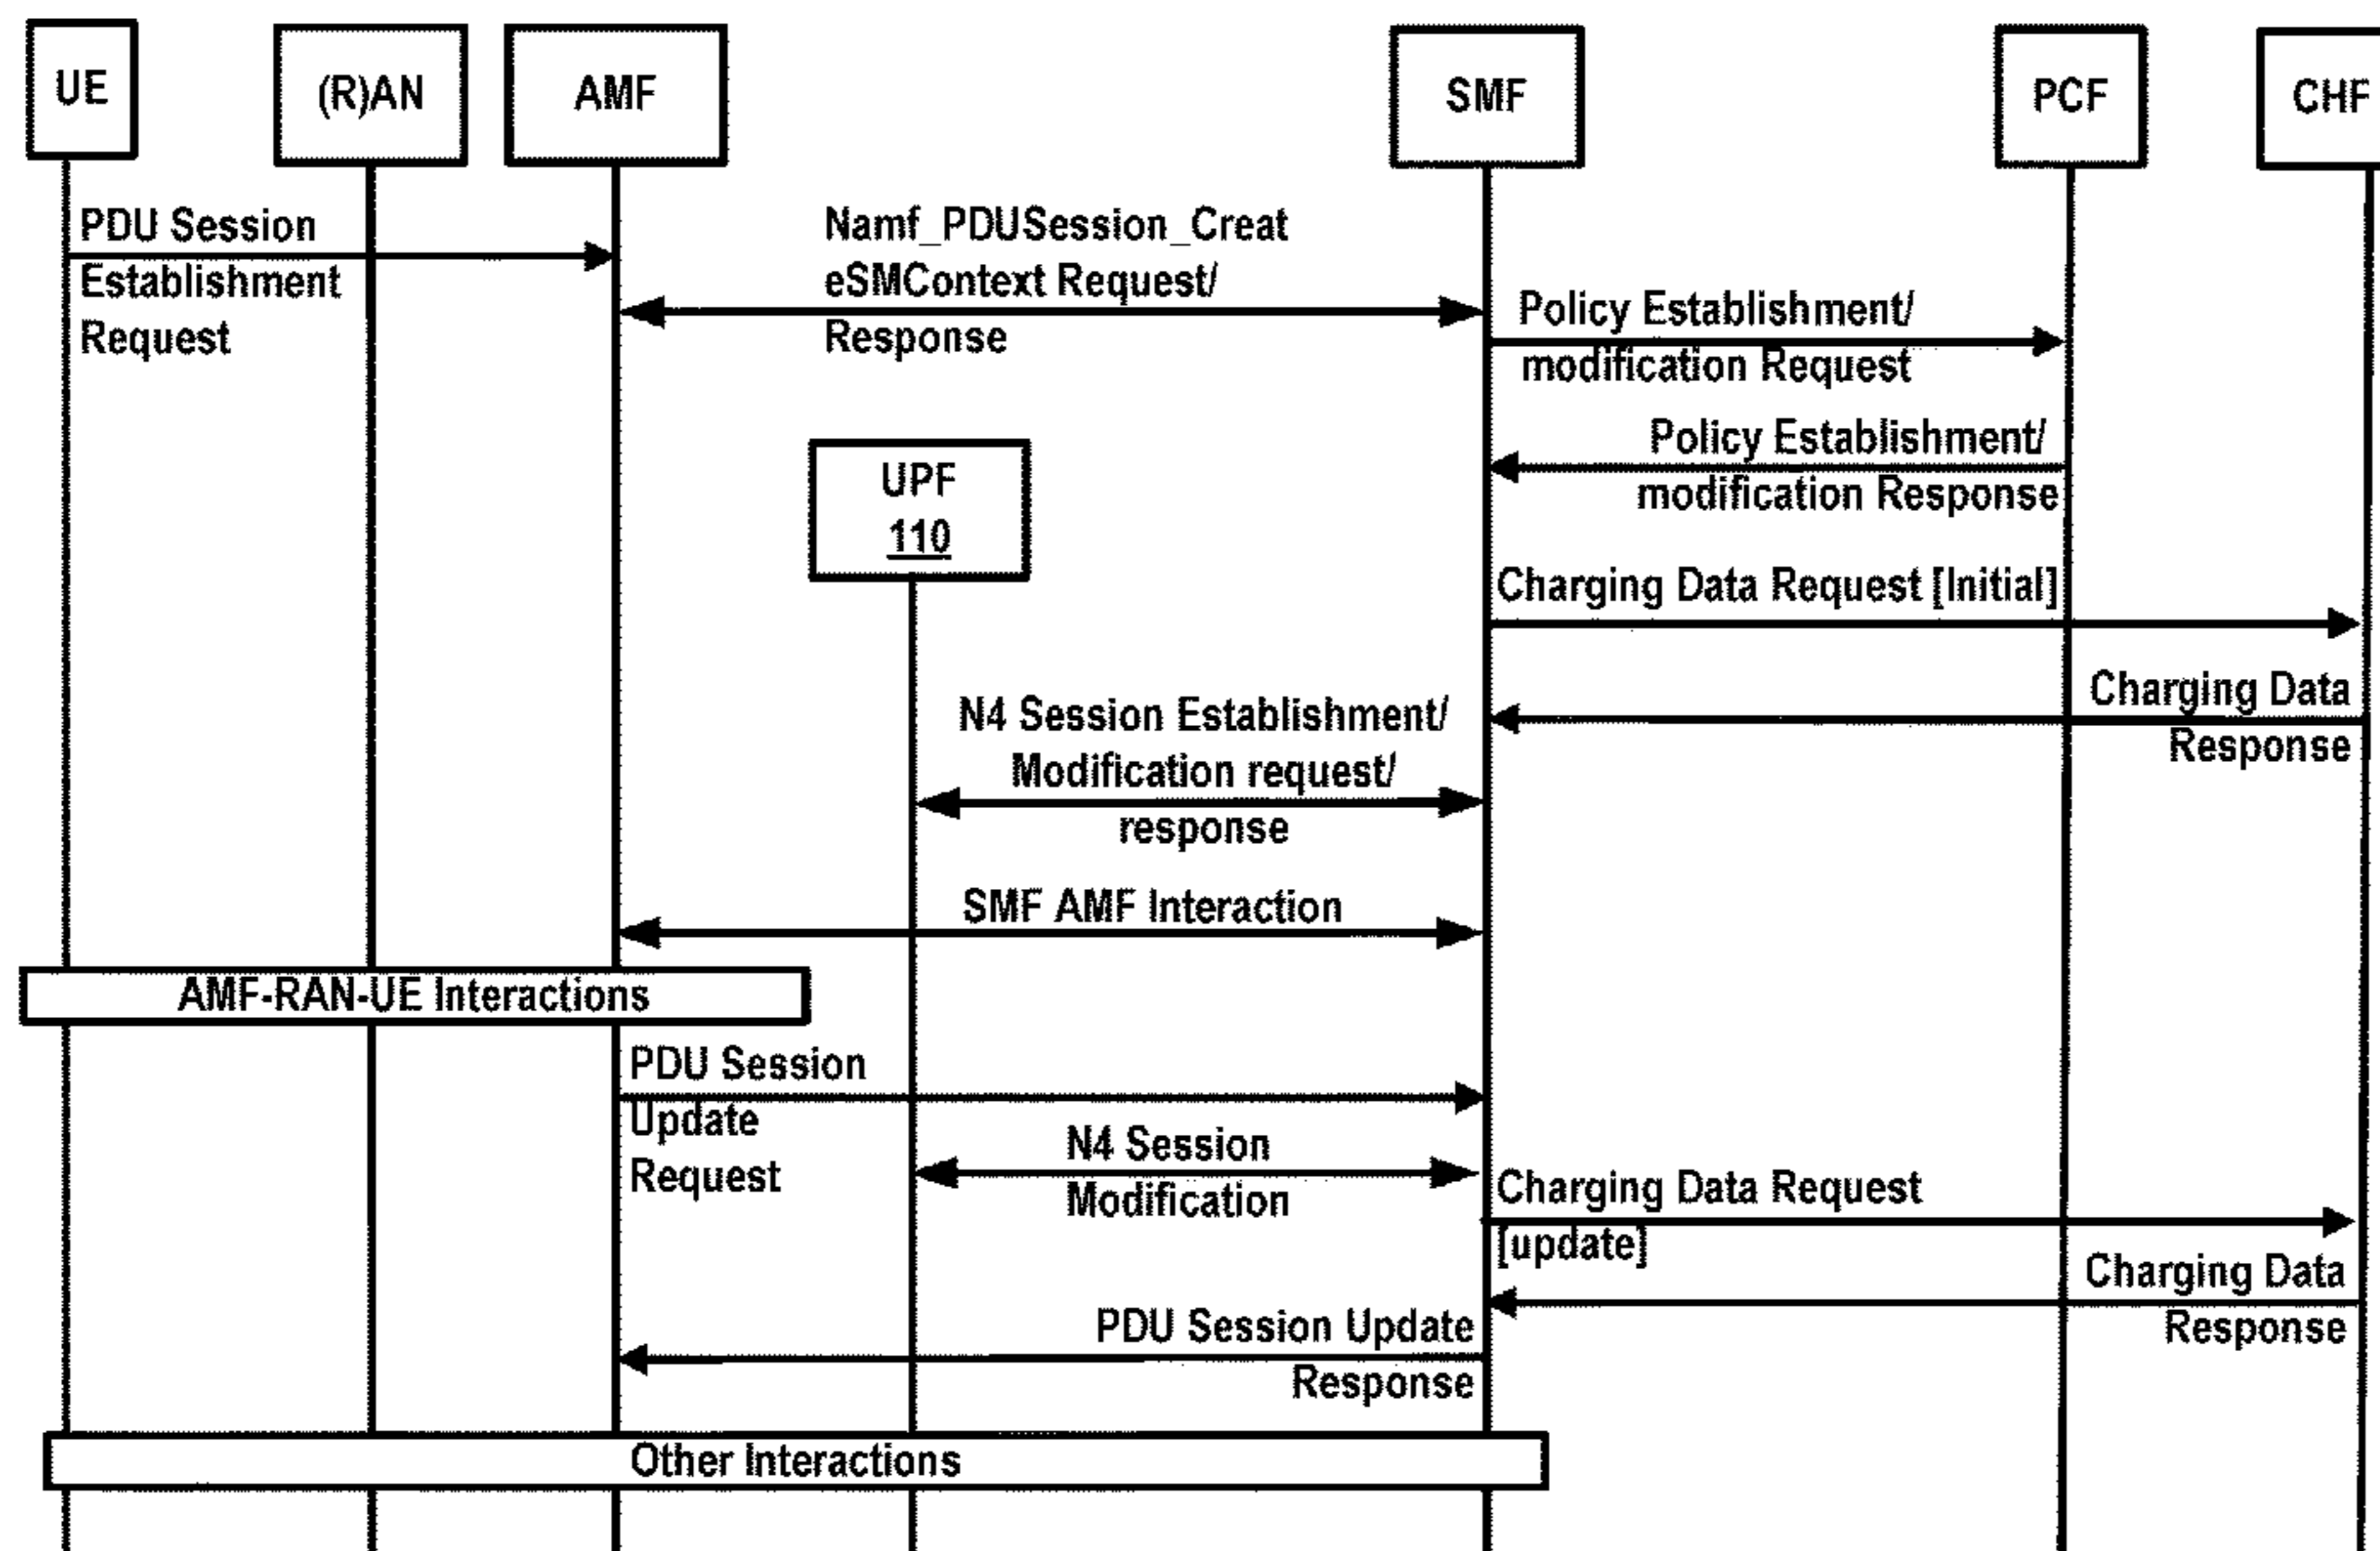 UE
(R)AN
AMF
SMF
PCF
CHF
PDU Session
Establishment
Request
Namf_PDUSession_Creat
eSMContext Request/
Response
Policy Establishment/
modification Request
Policy Establishment/
modification Response
UPF
110
Charging Data Request [Initial]
Charging Data
Response
N4 Session Establishment/
Modification request/
response
SMF AMF Interaction
AMF-RAN-UE Interactions
PDU Session
Update
Request
N4 Session
Modification
Charging Data Request
[update]
Charging Data
Response
PDU Session Update
Response
Other Interactions